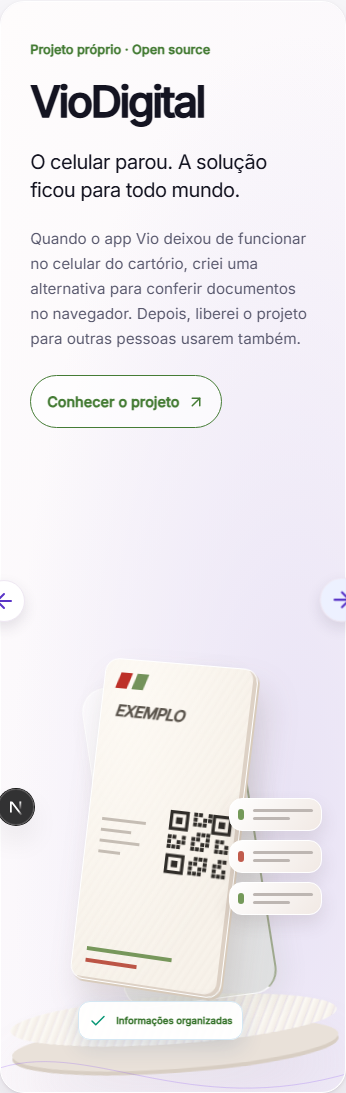 Projeto próprio · Open source
VioDigital
O celular parou. A solução
ficou para todo mundo.
Quando o app Vio deixou de funcionar
no celular do cartório, criei uma
alternativa para conferir documentos
no navegador. Depois, liberei o projeto
para outras pessoas usarem também.
Conhecer o projeto
EXEMPLO
N
Informações organizadas